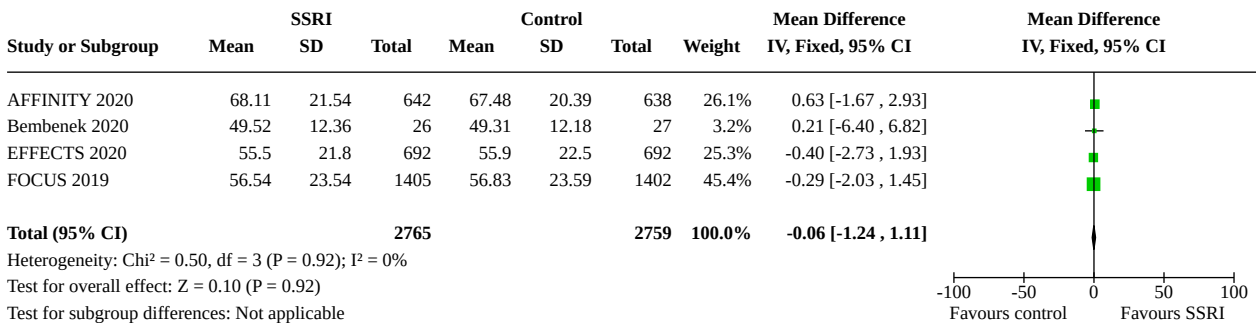 SSRI Control Mean Difference Mean Difference
Study or Subgroup Mean SD Total Mean SD Total Weight IV, Fixed, 95% CI IV, Fixed, 95% CI
AFFINITY 2020 68.11 21.54 642 67.48 20.39 638 26.1% 0.63 [-1.67 , 2.93]
Bembenek 2020 49.52 12.36 26 49.31 12.18 27 3.2% 0.21 [-6.40 , 6.82]
EFFECTS 2020 55.5 21.8 692 55.9 22.5 692 25.3% -0.40 [-2.73 , 1.93]
FOCUS 2019 56.54 23.54 1405 56.83 23.59 1402 45.4% -0.29 [-2.03 , 1.45]
Total (95% CI) 2765 2759 100.0% -0.06 [-1.24 , 1.11]
Heterogeneity: Chi² = 0.50, df = 3 (P = 0.92); I² = 0%
Test for overall effect: Z = 0.10 (P = 0.92)
-100 -50 0 50 100
Test for subgroup differences: Not applicable Favours control Favours SSRI